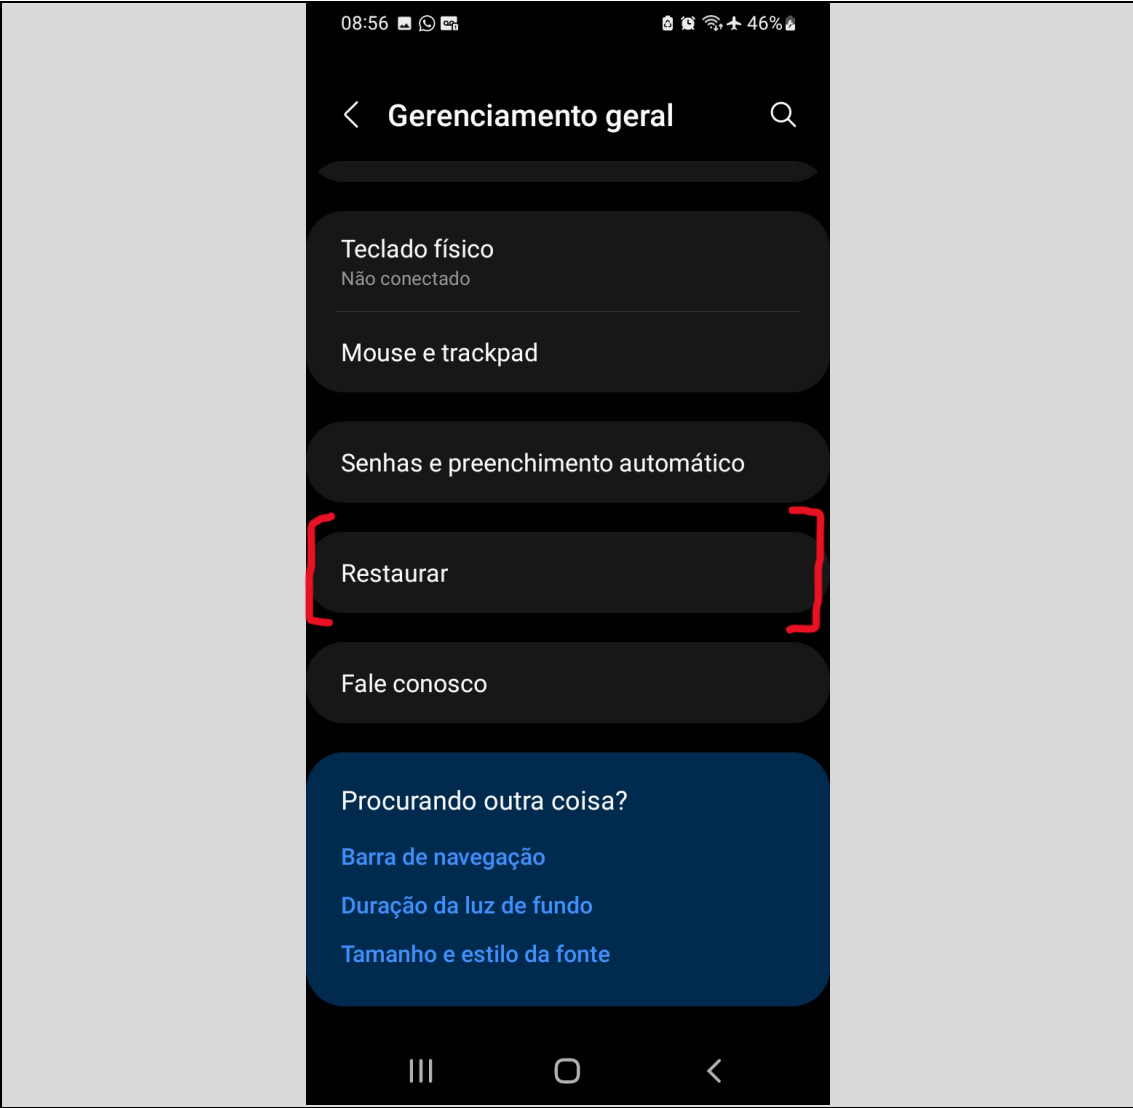 08:56
46%
Gerenciamento geral
Teclado físico
Não conectado
Mouse e trackpad
Senhas e preenchimento automático
Restaurar
Fale conosco
Procurando outra coisa?
Barra de navegação
Duração da luz de fundo
Tamanho e estilo da fonte